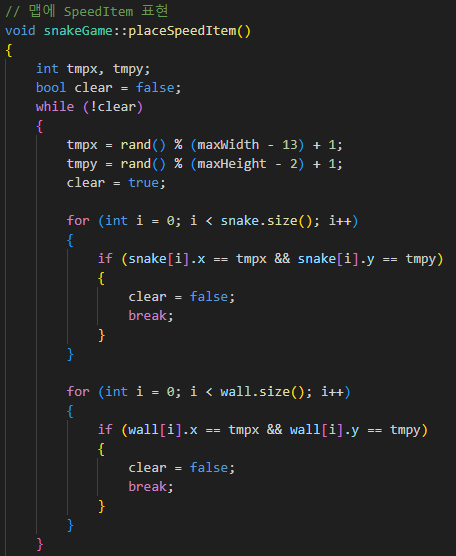 // 맵에 SpeedItem 표현
void snakeGame::placeSpeedItem()
{
    int tmpx, tmpy;
    bool clear = false;
    while (!clear)
    {
        tmpx = rand() % (maxWidth - 13) + 1;
        tmpy = rand() % (maxHeight - 2) + 1;
        clear = true;

        for (int i = 0; i < snake.size(); i++)
        {
            if (snake[i].x == tmpx && snake[i].y == tmpy)
            {
                clear = false;
                break;
            }
        }

        for (int i = 0; i < wall.size(); i++)
        {
            if (wall[i].x == tmpx && wall[i].y == tmpy)
            {
                clear = false;
                break;
            }
        }
    }